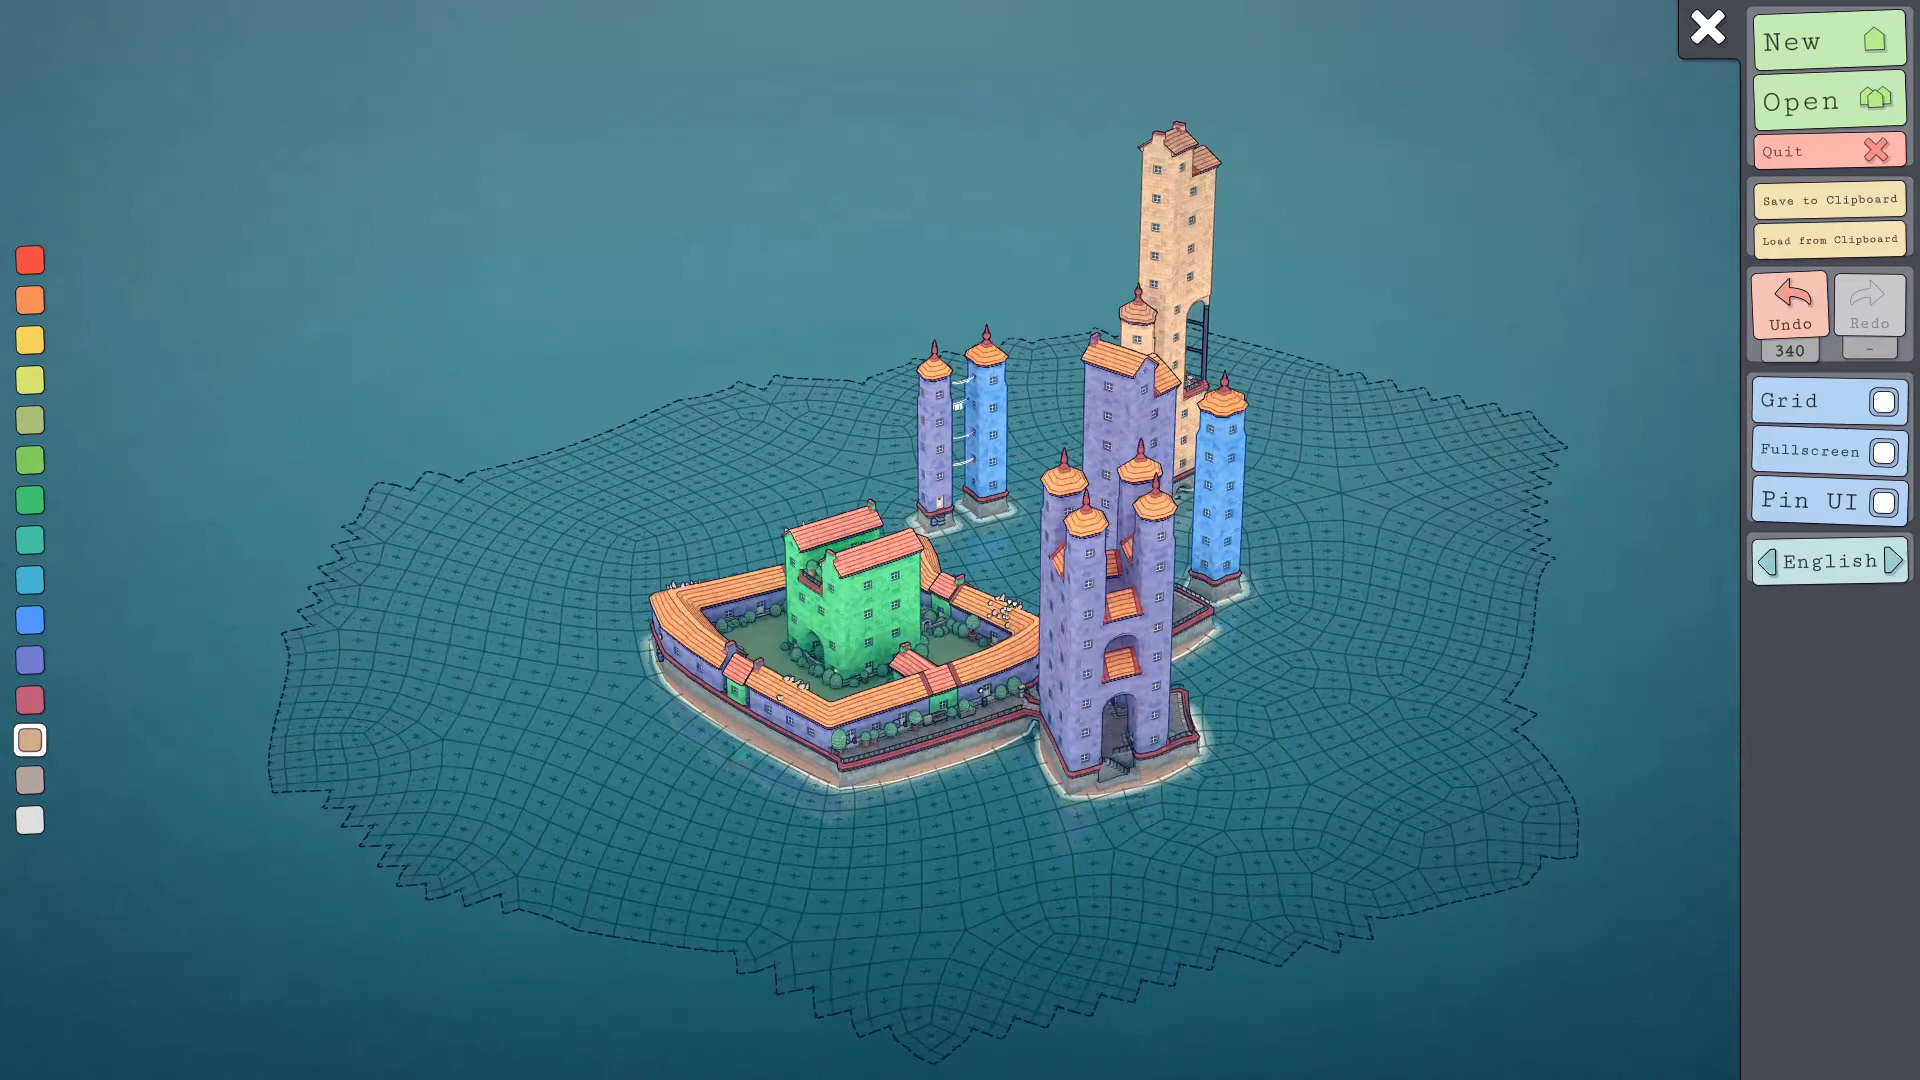 New
Open
Quit
Save to Clipboard
Load from Clipboard
Undo
Redo
340
-
Grid
Fullscreen
Pin UI
English